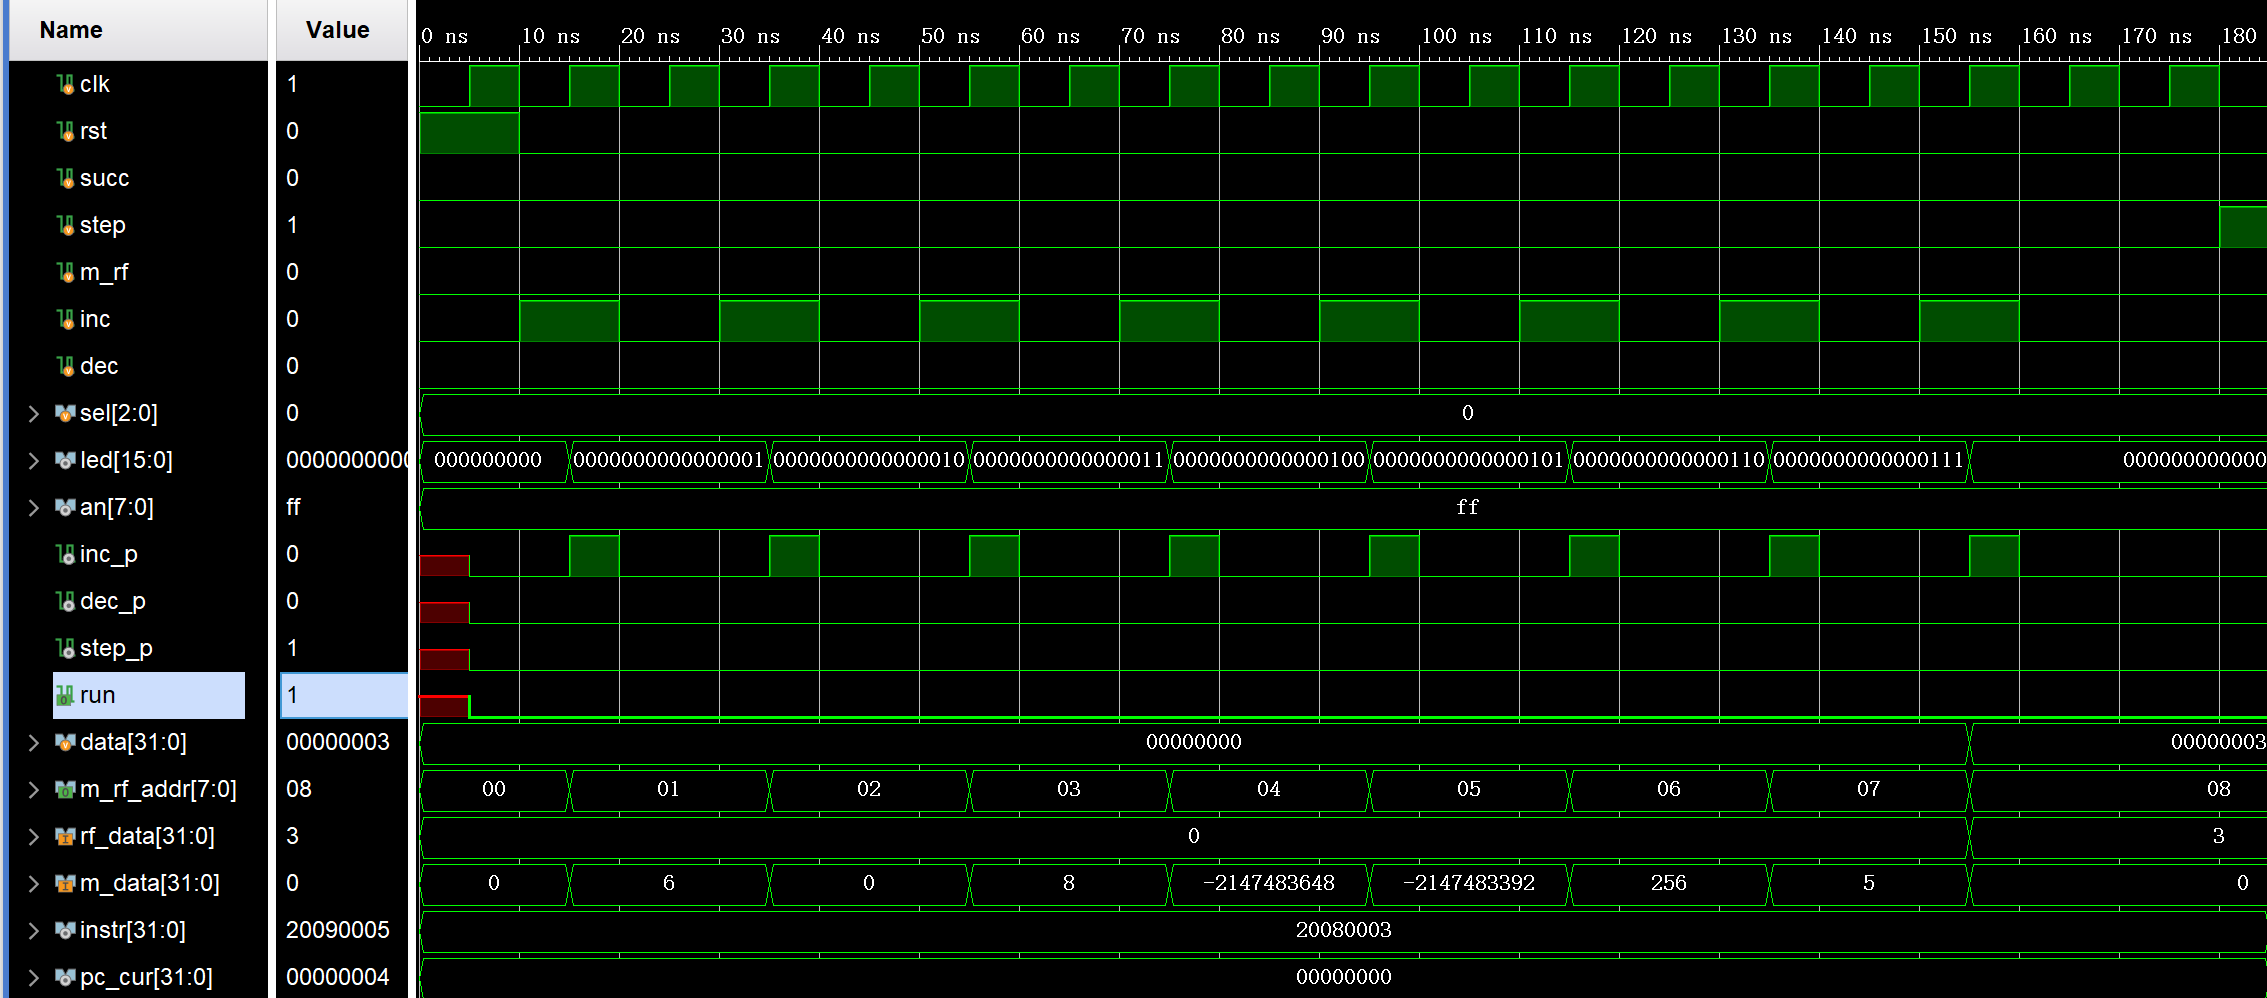 Name Value 0 ns 10 ns 20 ns 30 ns 40 ns 50 ns 60 ns 70 ns 80 ns 90 ns 100 ns 110 ns 120 ns 130 ns 140 ns 150 ns 160 ns 170 ns 180
clk 1
rst 0
succ 0
step 1
m_rf 0
inc 0
dec 0
sel[2:0] 0 0
led[15:0] 0000000000 000000000 0000000000000001 0000000000000010 0000000000000011 0000000000000100 0000000000000101 0000000000000110 0000000000000111 000000000000
an[7:0] ff ff
inc_p 0
dec_p 0
step_p 1
run 1
data[31:0] 00000003 00000000 00000003
m_rf_addr[7:0] 08 00 01 02 03 04 05 06 07 08
rf_data[31:0] 3 0 3
m_data[31:0] 0 0 6 0 8 -2147483648 -2147483392 256 5 0
instr[31:0] 20090005 20080003
pc_cur[31:0] 00000004 00000000